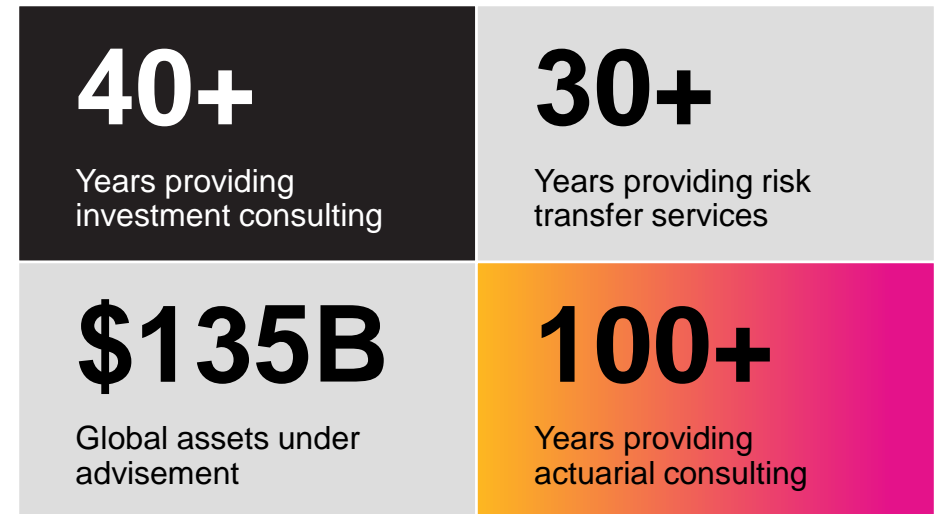 40+
Years providing
investment consulting
30+
Years providing risk
transfer services
$135B
Global assets under
advisement
100+
Years providing
actuarial consulting